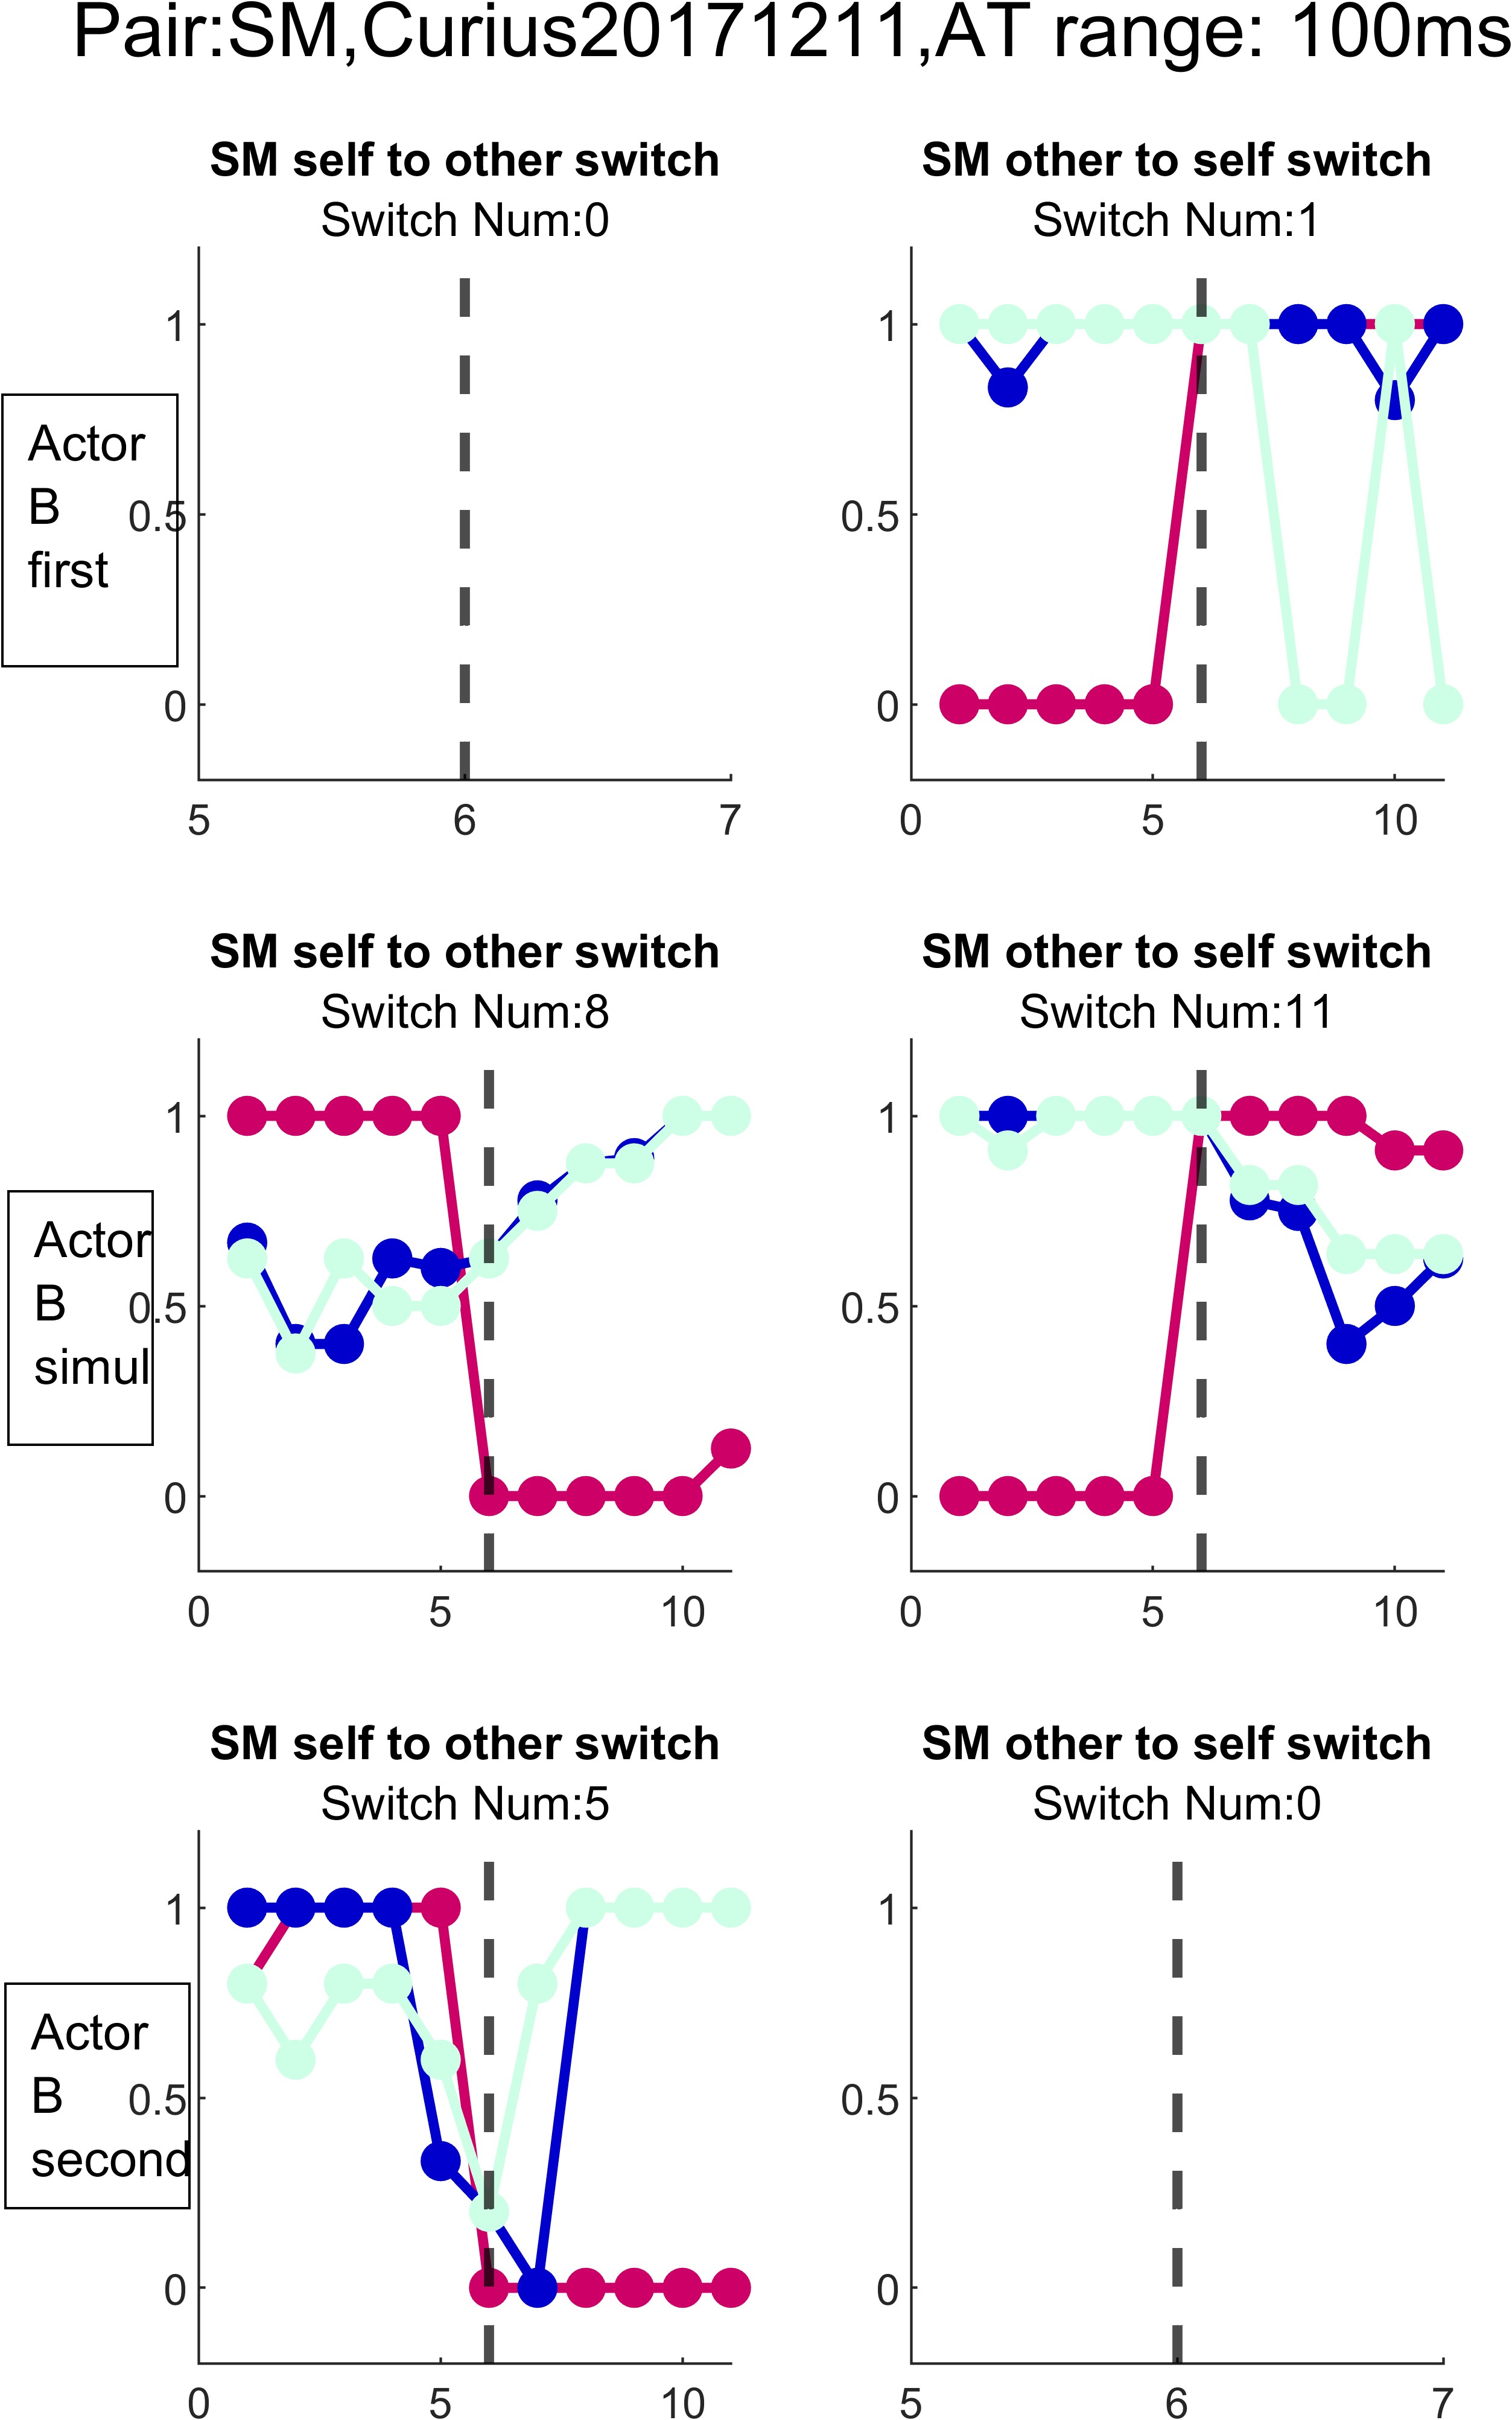 Pair:SM,Curius20171211,AT range: 100ms
SM self to other switch
Switch Num:0
SM other to self switch
Switch Num:1
Actor
B
first
1
0.5
0
5
6
7
1
0.5
0
0
5
10
SM self to other switch
Switch Num:8
SM other to self switch
Switch Num:11
Actor
B
simul
1
0.5
0
0
5
10
1
0.5
0
0
5
10
SM self to other switch
Switch Num:5
SM other to self switch
Switch Num:0
Actor
B
second
1
0.5
0
0
5
10
1
0.5
0
5
6
7